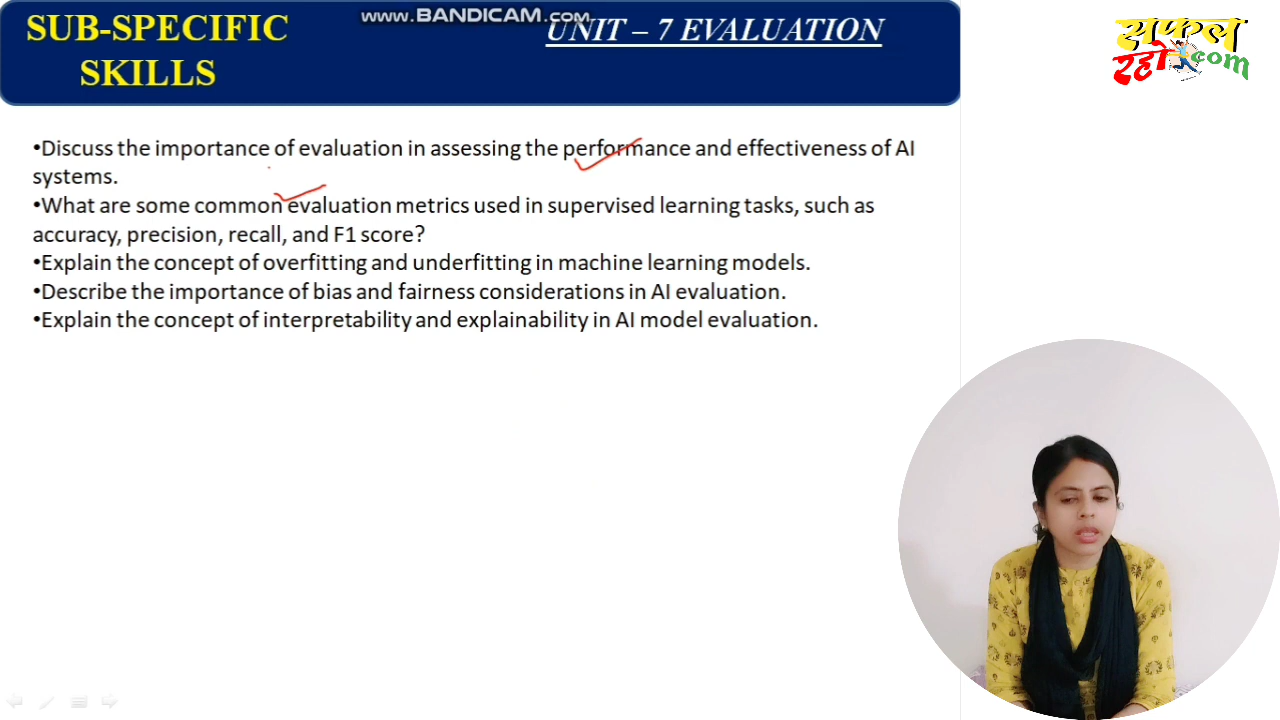 www.BANDICAM.com
SUB-SPECIFIC
SKILLS
UNIT – 7 EVALUATION
सफल
रहो.com
•Discuss the importance of evaluation in assessing the performance and effectiveness of AI
systems.
•What are some common evaluation metrics used in supervised learning tasks, such as
accuracy, precision, recall, and F1 score?
•Explain the concept of overfitting and underfitting in machine learning models.
•Describe the importance of bias and fairness considerations in AI evaluation.
•Explain the concept of interpretability and explainability in AI model evaluation.